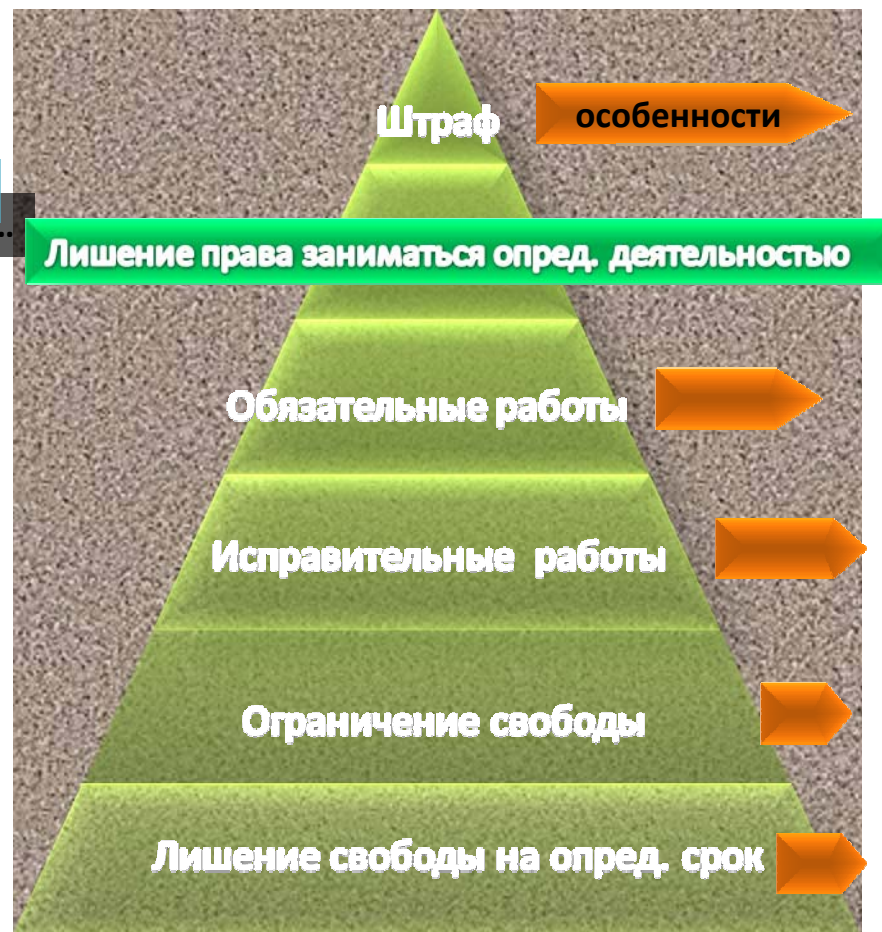 Штраф
особенности
..
Лишение права заниматься опред. деятельностью
Обязательные работы
Исправительные работы
Ограничение свободы
Лишение свободы на опред. срок